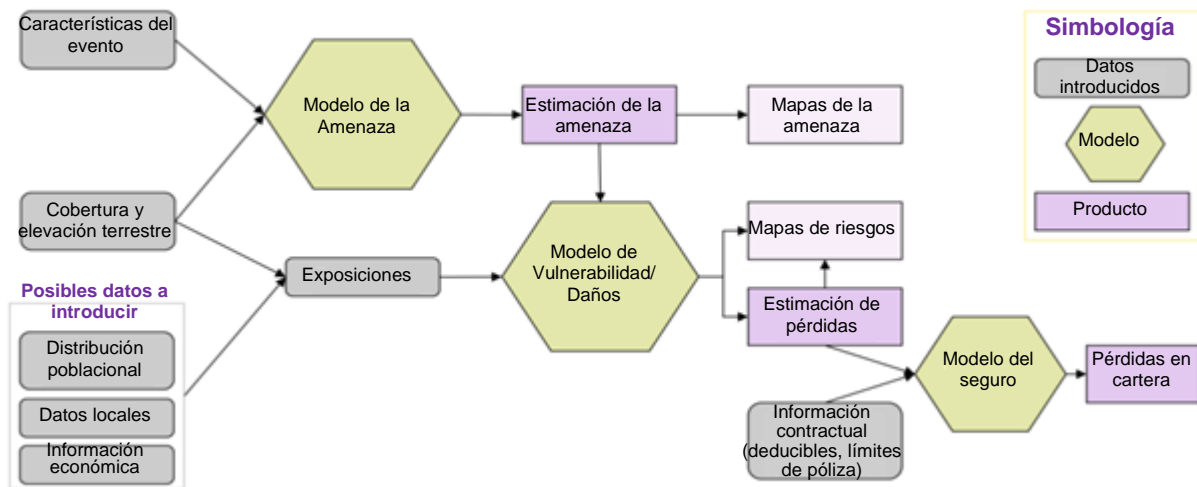 Características del
evento
Modelo de la
Amenaza
Estimación de la
amenaza
Mapas de la
amenaza
Simbología
Datos
introducidos
Modelo
Producto
Cobertura y
elevación terrestre
Exposiciones
Modelo de
Vulnerabilidad/
Daños
Mapas de riesgos
Estimación de
pérdidas
Posibles datos a
introducir
Distribución
poblacional
Datos locales
Información
económica
Información
contractual
(deducibles, límites
de póliza)
Modelo del
seguro
Pérdidas en
cartera